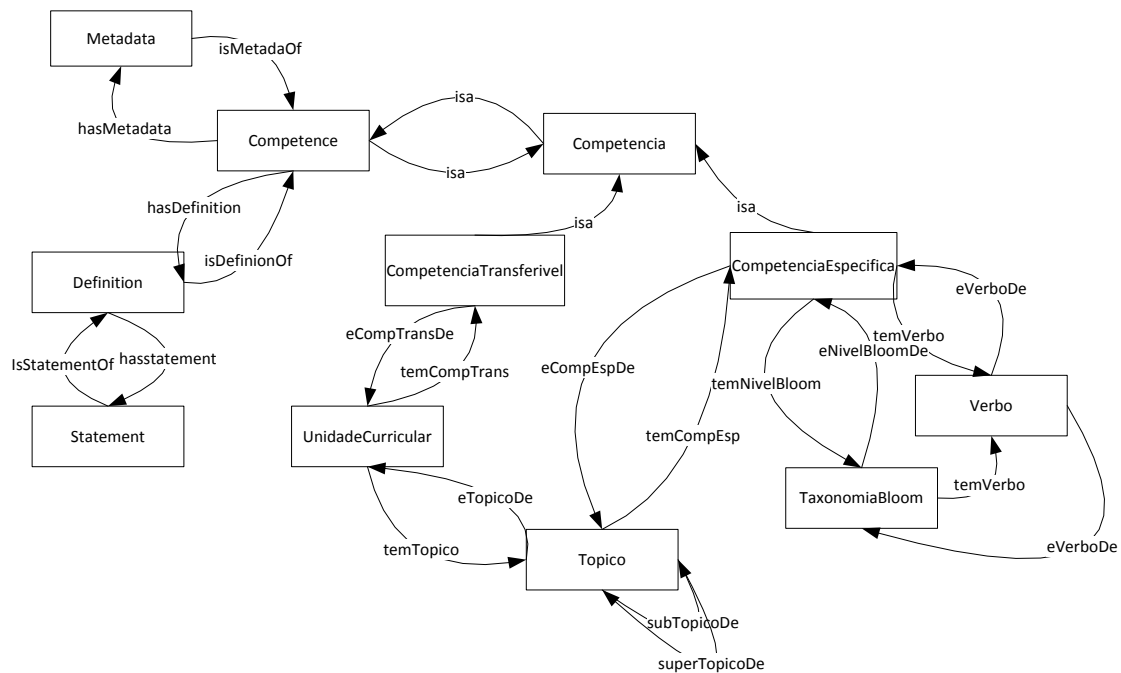 Metadata
isMetadaOf
hasMetadata
Competence
isa
isa
Competencia
hasDefinition
isDefinionOf
Definition
IsStatementOf
hasstatement
Statement
isa
CompetenciaTransferivel
isa
CompetenciaEspecifica
eCompTransDe
temCompTrans
UnidadeCurricular
eTopicoDe
temTopico
eCompEspDe
temCompEsp
Topico
subTopicoDe
superTopicoDe
temNivelBloom
eNivelBloomDe
temVerbo
eVerboDe
Verbo
TaxonomiaBloom
temVerbo
eVerboDe